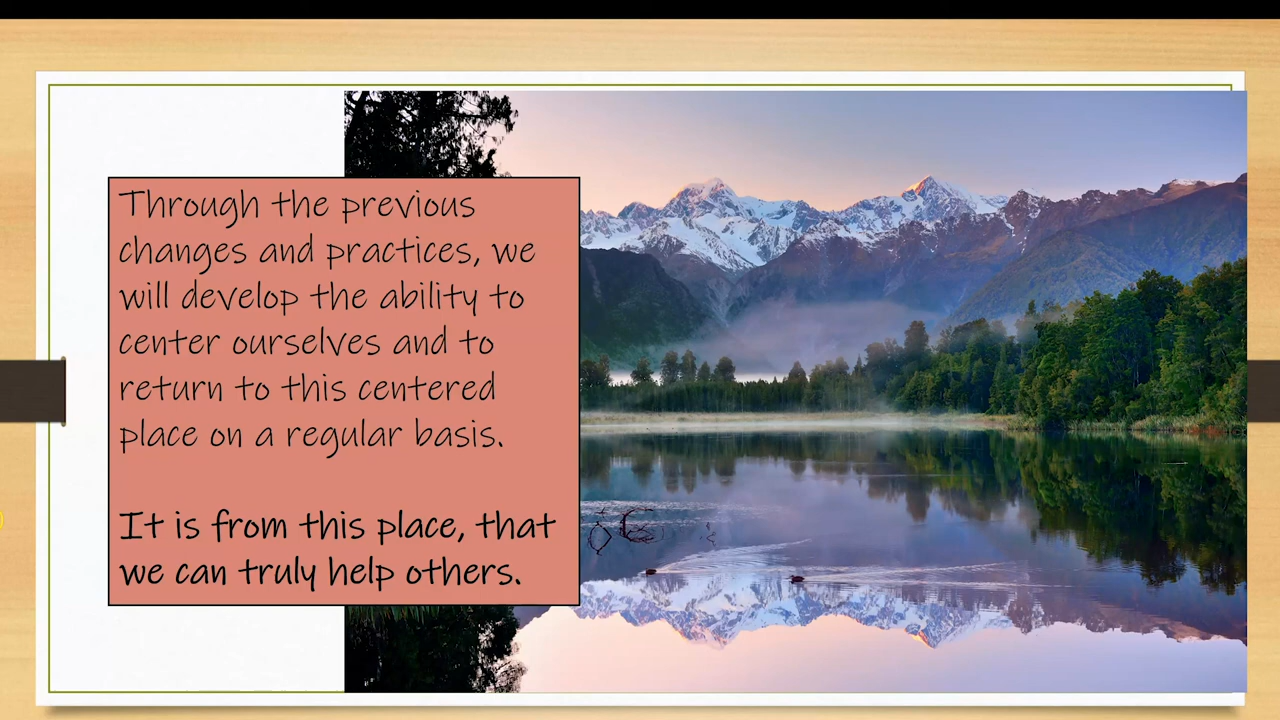 Through the previous
changes and practices, we
will develop the ability to
center ourselves and to
return to this centered
place on a regular basis.
It is from this place, that
we can truly help others.